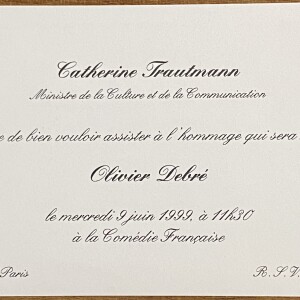 Catherine Trautmann
Ministre de la Culture et de la Communication
e de bien vouloir assister à l'hommage qui sera
Olivier Debré
le mercredi 9 juin 1999, à 11h30
à la Comédie Française
Paris
R.S.V.